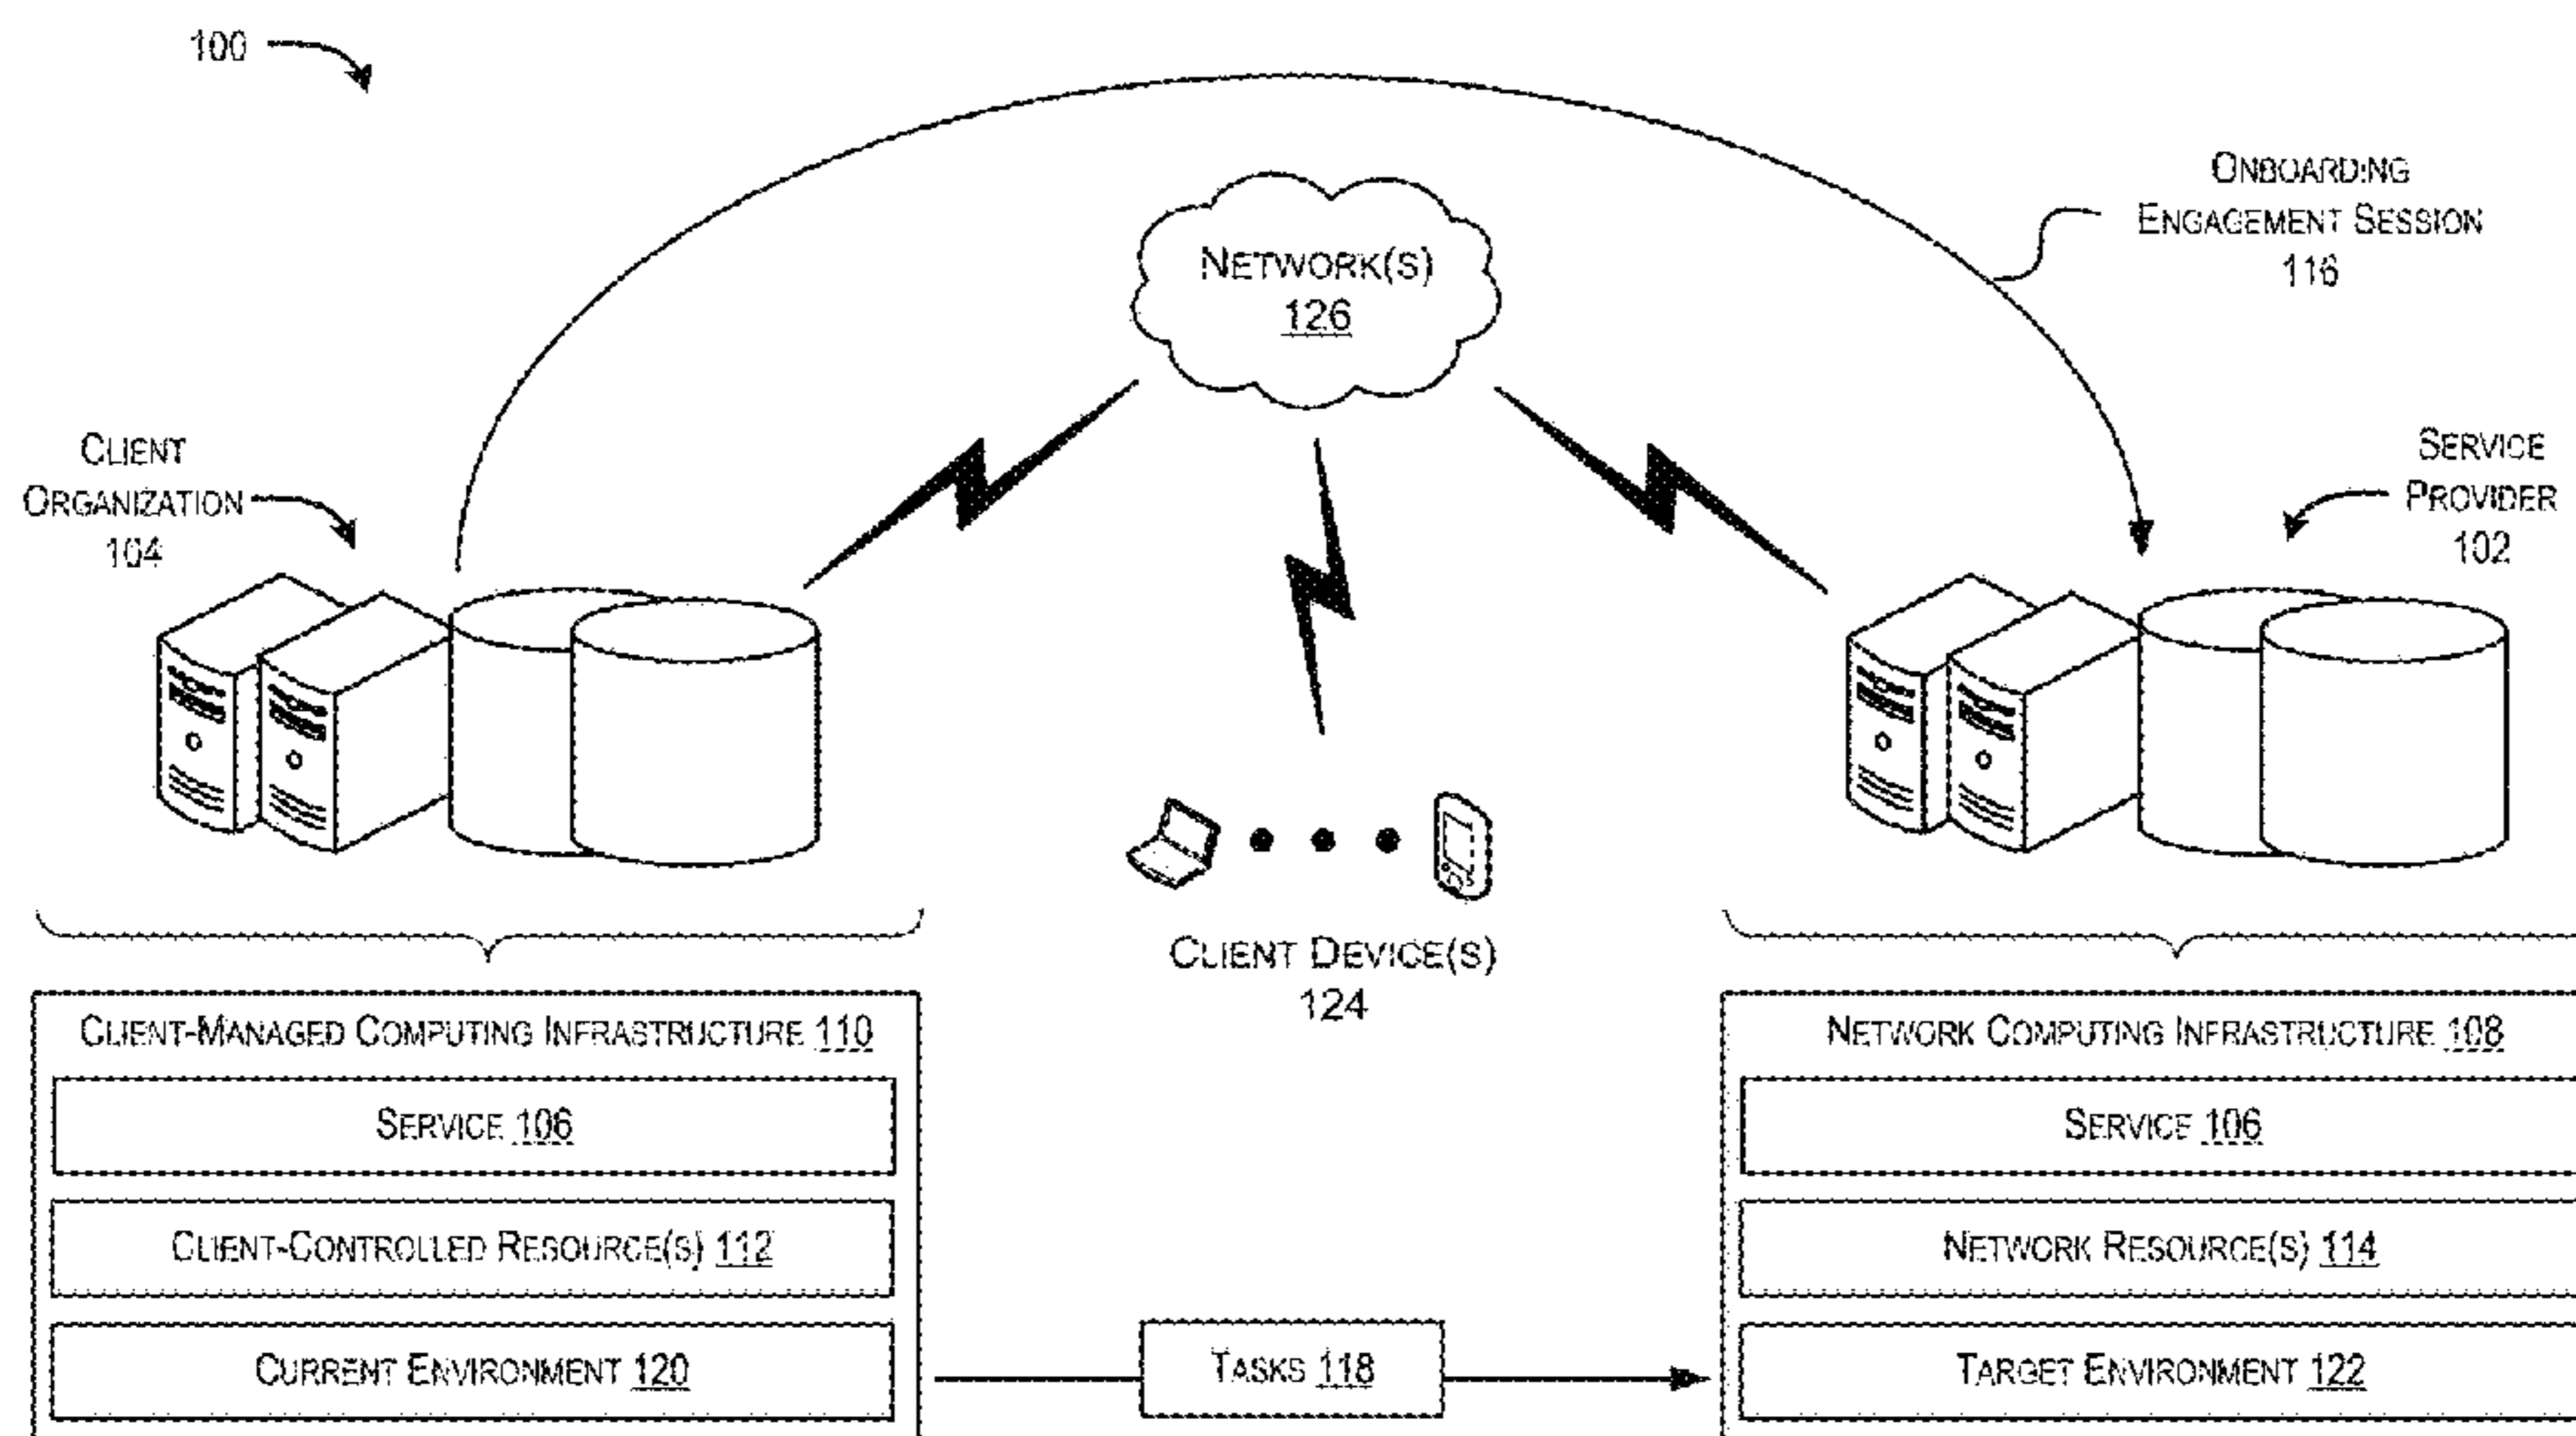 100
ONBOARDING
ENGAGEMENT SESSION
116
NETWORK(S)
126
CLIENT
ORGANIZATION
104
SERVICE
PROVIDER
102
CLIENT DEVICE(S)
124
CLIENT-MANAGED COMPUTING INFRASTRUCTURE 110
SERVICE 106
CLIENT-CONTROLLED RESOURCE(S) 112
CURRENT ENVIRONMENT 120
TASKS 118
NETWORK COMPUTING INFRASTRUCTURE 108
SERVICE 106
NETWORK RESOURCE(S) 114
TARGET ENVIRONMENT 122